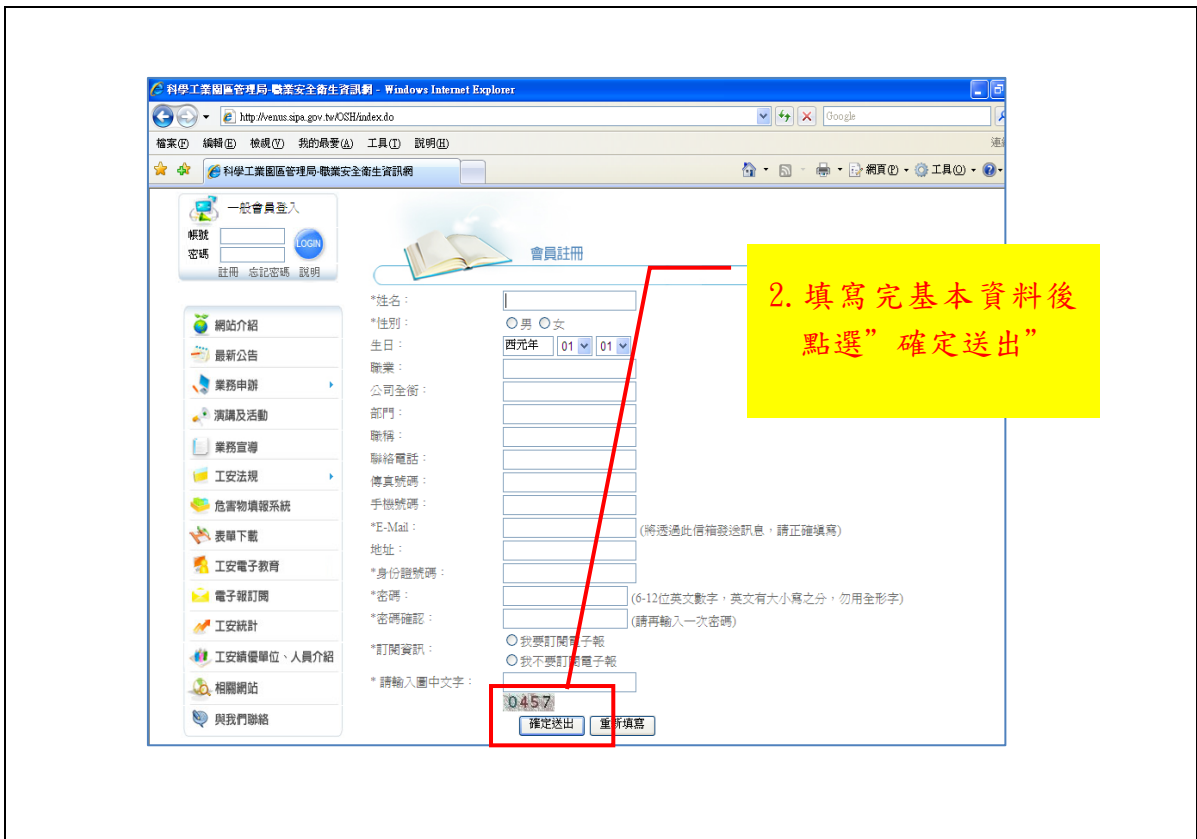 科學工業園區管理局-職業安全衛生資訊網 - Windows Internet Explorer
http://venus.sipa.gov.tw/OSH/index.do
Google
檔案(F) 編輯(E) 檢視(V) 我的最愛(A) 工具(T) 說明(H)
科學工業園區管理局-職業安全衛生資訊網
網頁(P) 工具(O)
一般會員登入
帳號
密碼
LOGIN
註冊 忘記密碼 說明
網站介紹
最新公告
業務申辦
演講及活動
業務宣導
工安法規
危害物填報系統
表單下載
工安電子教育
電子報訂閱
工安統計
工安績優單位、人員介紹
相關網站
與我們聯絡
會員註冊
*姓名：
*性別： 男 女
生日： 西元年 01 01
職業：
公司全銜：
部門：
職稱：
聯絡電話：
傳真號碼：
手機號碼：
*E-Mail： (將透過此信箱發送訊息，請正確填寫)
地址：
*身份證號碼：
*密碼： (6-12位英文數字，英文有大小寫之分，勿用全形字)
*密碼確認： (請再輸入一次密碼)
*訂閱資訊： 我要訂閱電子報
我不要訂閱電子報
* 請輸入圖中文字：
0457
確定送出 重新填寫
2. 填寫完基本資料後
點選”確定送出”